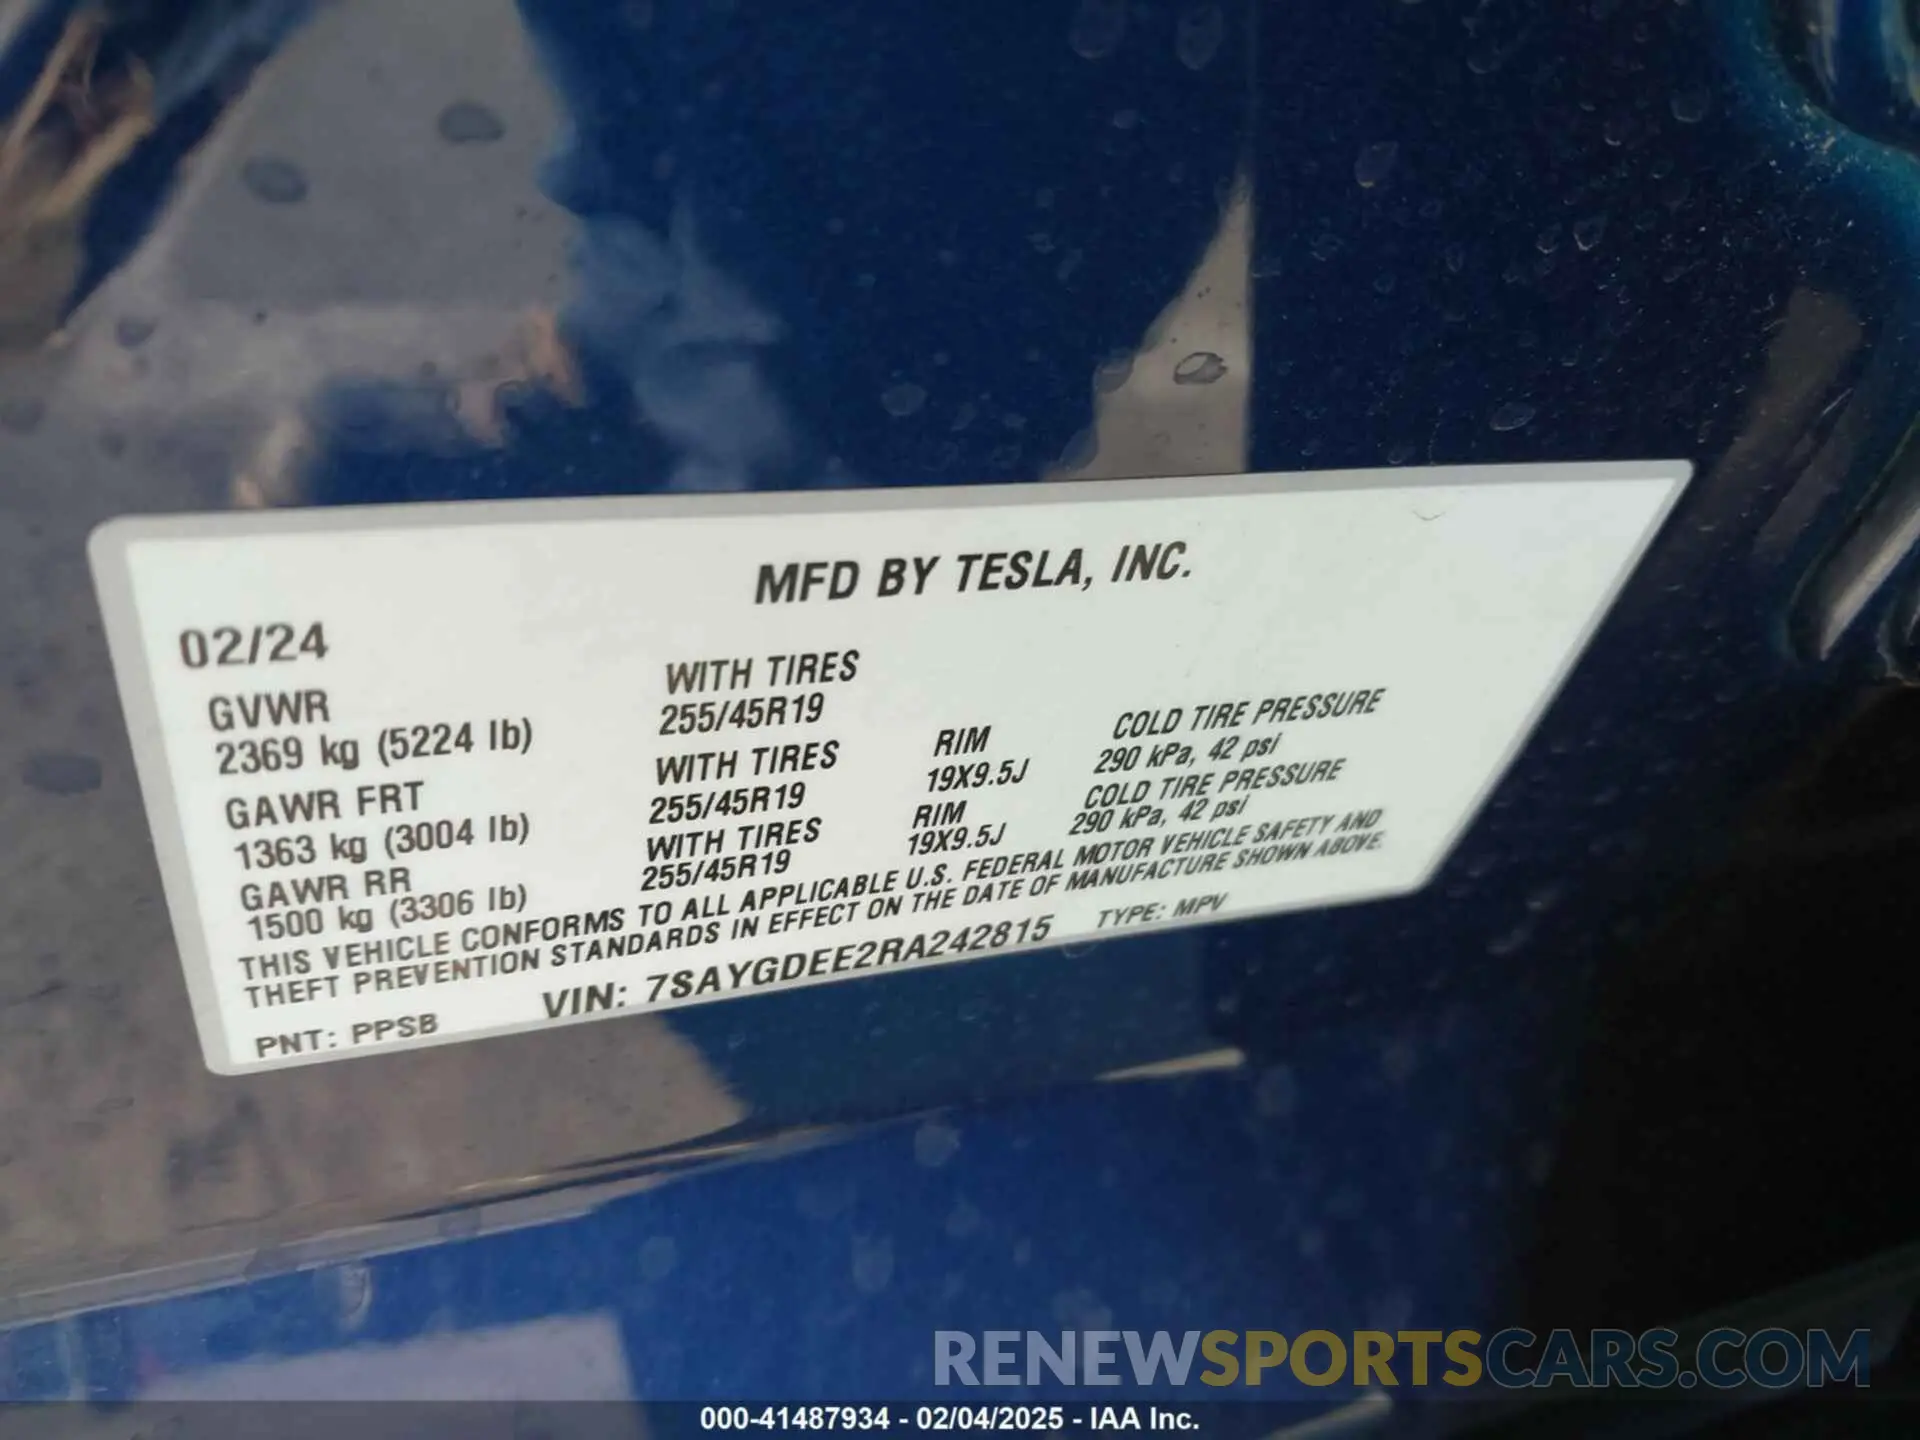 MFD BY TESLA, INC.
02/24
GVWR WITH TIRES
2369 kg (5224 lb) 255/45R19
GAWR FRT WITH TIRES RIM COLD TIRE PRESSURE
1363 kg (3004 lb) 255/45R19 19X9.5J 290 kPa, 42 psi
GAWR RR WITH TIRES RIM COLD TIRE PRESSURE
1500 kg (3306 lb) 255/45R19 19X9.5J 290 kPa, 42 psi
THIS VEHICLE CONFORMS TO ALL APPLICABLE U.S. FEDERAL MOTOR VEHICLE SAFETY AND
THEFT PREVENTION STANDARDS IN EFFECT ON THE DATE OF MANUFACTURE SHOWN ABOVE.
PNT: PPSB VIN: 7SAYGDEE2RA242815 TYPE: MPV
RENEWSPORTSCARS.COM
000-41487934 - 02/04/2025 - IAA Inc.